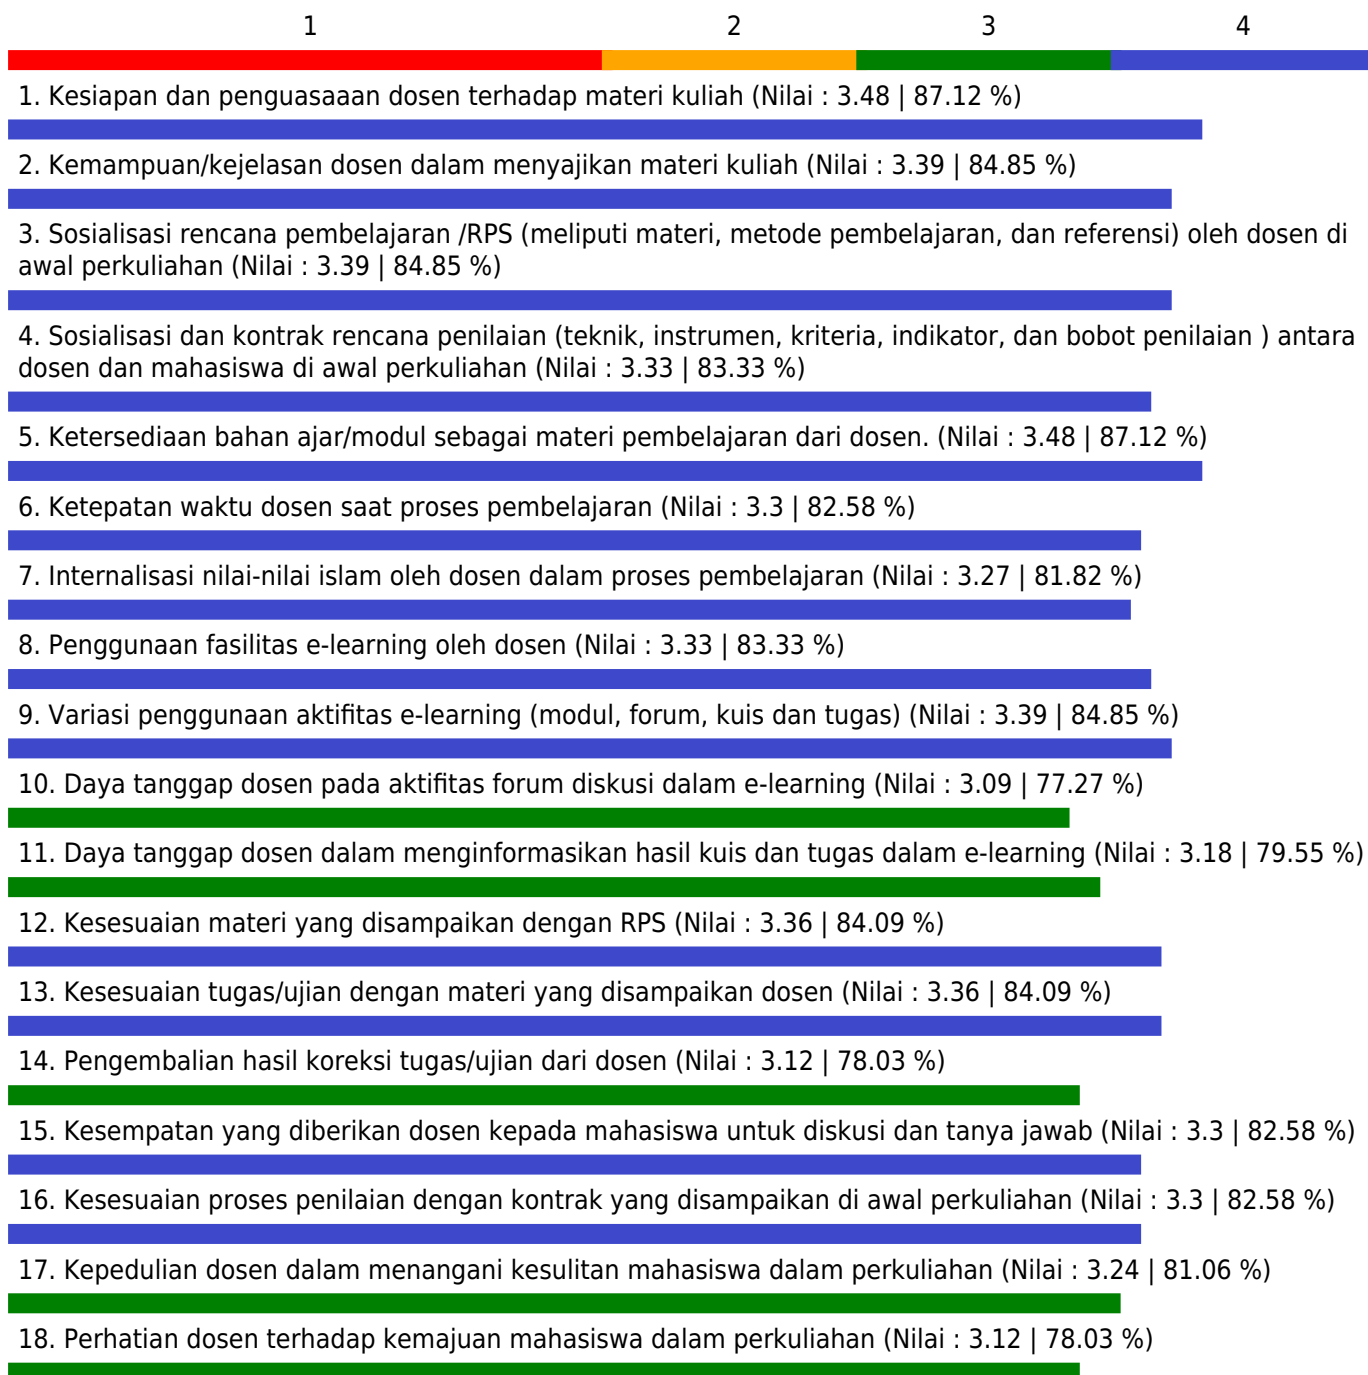 1 2 3 4
1. Kesiapan dan penguasaaan dosen terhadap materi kuliah (Nilai : 3.48 | 87.12 %)
2. Kemampuan/kejelasan dosen dalam menyajikan materi kuliah (Nilai : 3.39 | 84.85 %)
3. Sosialisasi rencana pembelajaran /RPS (meliputi materi, metode pembelajaran, dan referensi) oleh dosen di
awal perkuliahan (Nilai : 3.39 | 84.85 %)
4. Sosialisasi dan kontrak rencana penilaian (teknik, instrumen, kriteria, indikator, dan bobot penilaian ) antara
dosen dan mahasiswa di awal perkuliahan (Nilai : 3.33 | 83.33 %)
5. Ketersediaan bahan ajar/modul sebagai materi pembelajaran dari dosen. (Nilai : 3.48 | 87.12 %)
6. Ketepatan waktu dosen saat proses pembelajaran (Nilai : 3.3 | 82.58 %)
7. Internalisasi nilai-nilai islam oleh dosen dalam proses pembelajaran (Nilai : 3.27 | 81.82 %)
8. Penggunaan fasilitas e-learning oleh dosen (Nilai : 3.33 | 83.33 %)
9. Variasi penggunaan aktifitas e-learning (modul, forum, kuis dan tugas) (Nilai : 3.39 | 84.85 %)
10. Daya tanggap dosen pada aktifitas forum diskusi dalam e-learning (Nilai : 3.09 | 77.27 %)
11. Daya tanggap dosen dalam menginformasikan hasil kuis dan tugas dalam e-learning (Nilai : 3.18 | 79.55 %)
12. Kesesuaian materi yang disampaikan dengan RPS (Nilai : 3.36 | 84.09 %)
13. Kesesuaian tugas/ujian dengan materi yang disampaikan dosen (Nilai : 3.36 | 84.09 %)
14. Pengembalian hasil koreksi tugas/ujian dari dosen (Nilai : 3.12 | 78.03 %)
15. Kesempatan yang diberikan dosen kepada mahasiswa untuk diskusi dan tanya jawab (Nilai : 3.3 | 82.58 %)
16. Kesesuaian proses penilaian dengan kontrak yang disampaikan di awal perkuliahan (Nilai : 3.3 | 82.58 %)
17. Kepedulian dosen dalam menangani kesulitan mahasiswa dalam perkuliahan (Nilai : 3.24 | 81.06 %)
18. Perhatian dosen terhadap kemajuan mahasiswa dalam perkuliahan (Nilai : 3.12 | 78.03 %)